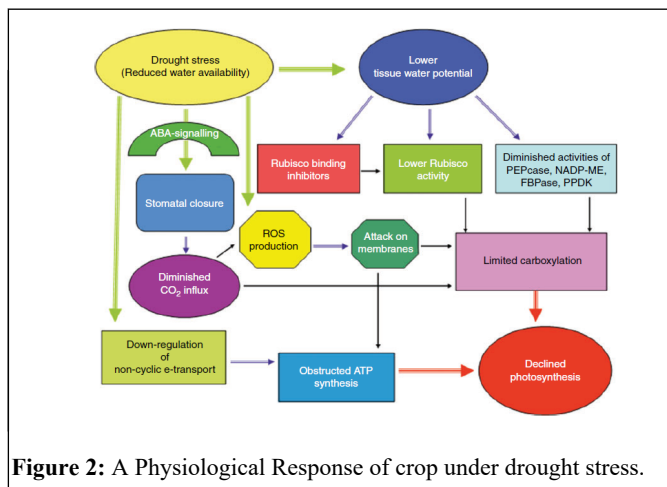 Drought stress
(Reduced water availability)
Lower
tissue water potential
ABA-signalling
Rubisco binding
inhibitors
Lower Rubisco
activity
Diminished activities of
PEPcase, NADP-ME,
FBPase, PPDK
Stomatal closure
ROS
production
Attack on
membranes
Limited carboxylation
Diminished
CO₂ influx
Down-regulation
of
non-cyclic e-transport
Obstructed ATP
synthesis
Declined
photosynthesis
Figure 2: A Physiological Response of crop under drought stress.